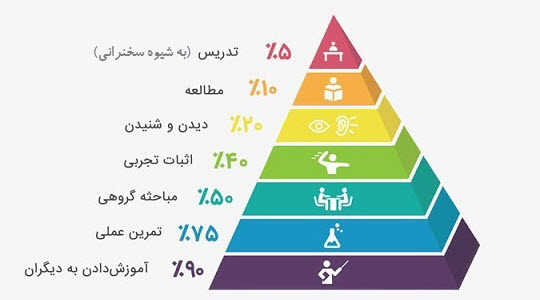 تدریس (به شیوه سخنرانی) ٪۵
مطالعه ٪۱۰
دیدن و شنیدن ٪۲۰
اثبات تجربی ٪۴۰
مباحثه گروهی ٪۵۰
تمرین عملی ٪۷۵
آموزش‌دادن به دیگران ٪۹۰